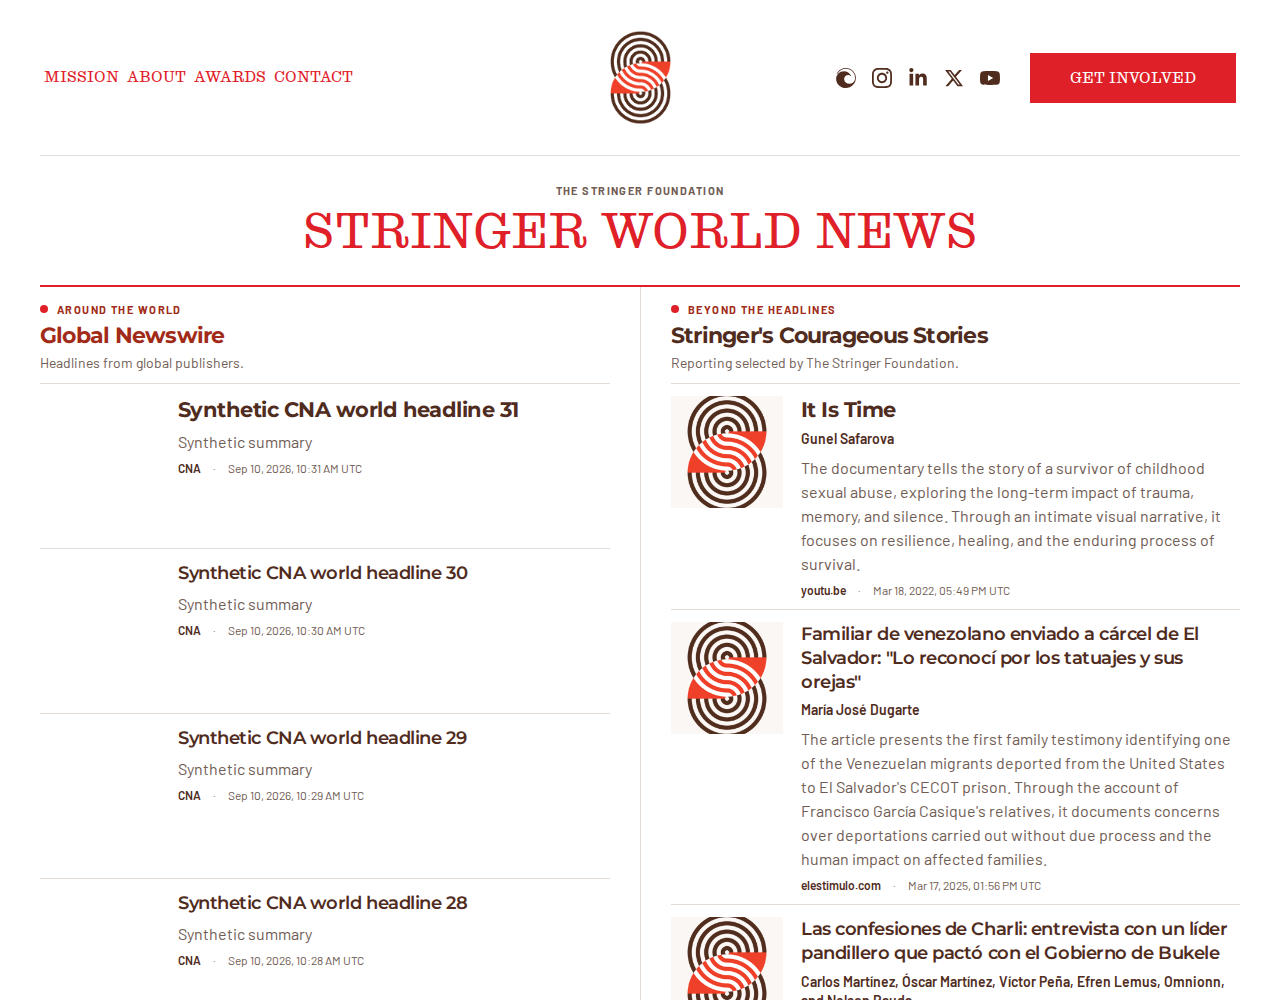 MISSION ABOUT AWARDS CONTACT
GET INVOLVED
THE STRINGER FOUNDATION
STRINGER WORLD NEWS
AROUND THE WORLD
Global Newswire
Headlines from global publishers.
Synthetic CNA world headline 31
Synthetic summary
CNA · Sep 10, 2026, 10:31 AM UTC
Synthetic CNA world headline 30
Synthetic summary
CNA · Sep 10, 2026, 10:30 AM UTC
Synthetic CNA world headline 29
Synthetic summary
CNA · Sep 10, 2026, 10:29 AM UTC
Synthetic CNA world headline 28
Synthetic summary
CNA · Sep 10, 2026, 10:28 AM UTC
BEYOND THE HEADLINES
Stringer's Courageous Stories
Reporting selected by The Stringer Foundation.
It Is Time
Gunel Safarova
The documentary tells the story of a survivor of childhood
sexual abuse, exploring the long-term impact of trauma,
memory, and silence. Through an intimate visual narrative, it
focuses on resilience, healing, and the enduring process of
survival.
youtu.be · Mar 18, 2022, 05:49 PM UTC
Familiar de venezolano enviado a cárcel de El
Salvador: "Lo reconocí por los tatuajes y sus
orejas"
María José Dugarte
The article presents the first family testimony identifying one
of the Venezuelan migrants deported from the United States
to El Salvador's CECOT prison. Through the account of
Francisco García Casique's relatives, it documents concerns
over deportations carried out without due process and the
human impact on affected families.
elestimulo.com · Mar 17, 2025, 01:56 PM UTC
Las confesiones de Charli: entrevista con un líder
pandillero que pactó con el Gobierno de Bukele
Carlos Martínez, Óscar Martínez, Víctor Peña, Efren Lemus, Omnionn,
and Nelson Rauda